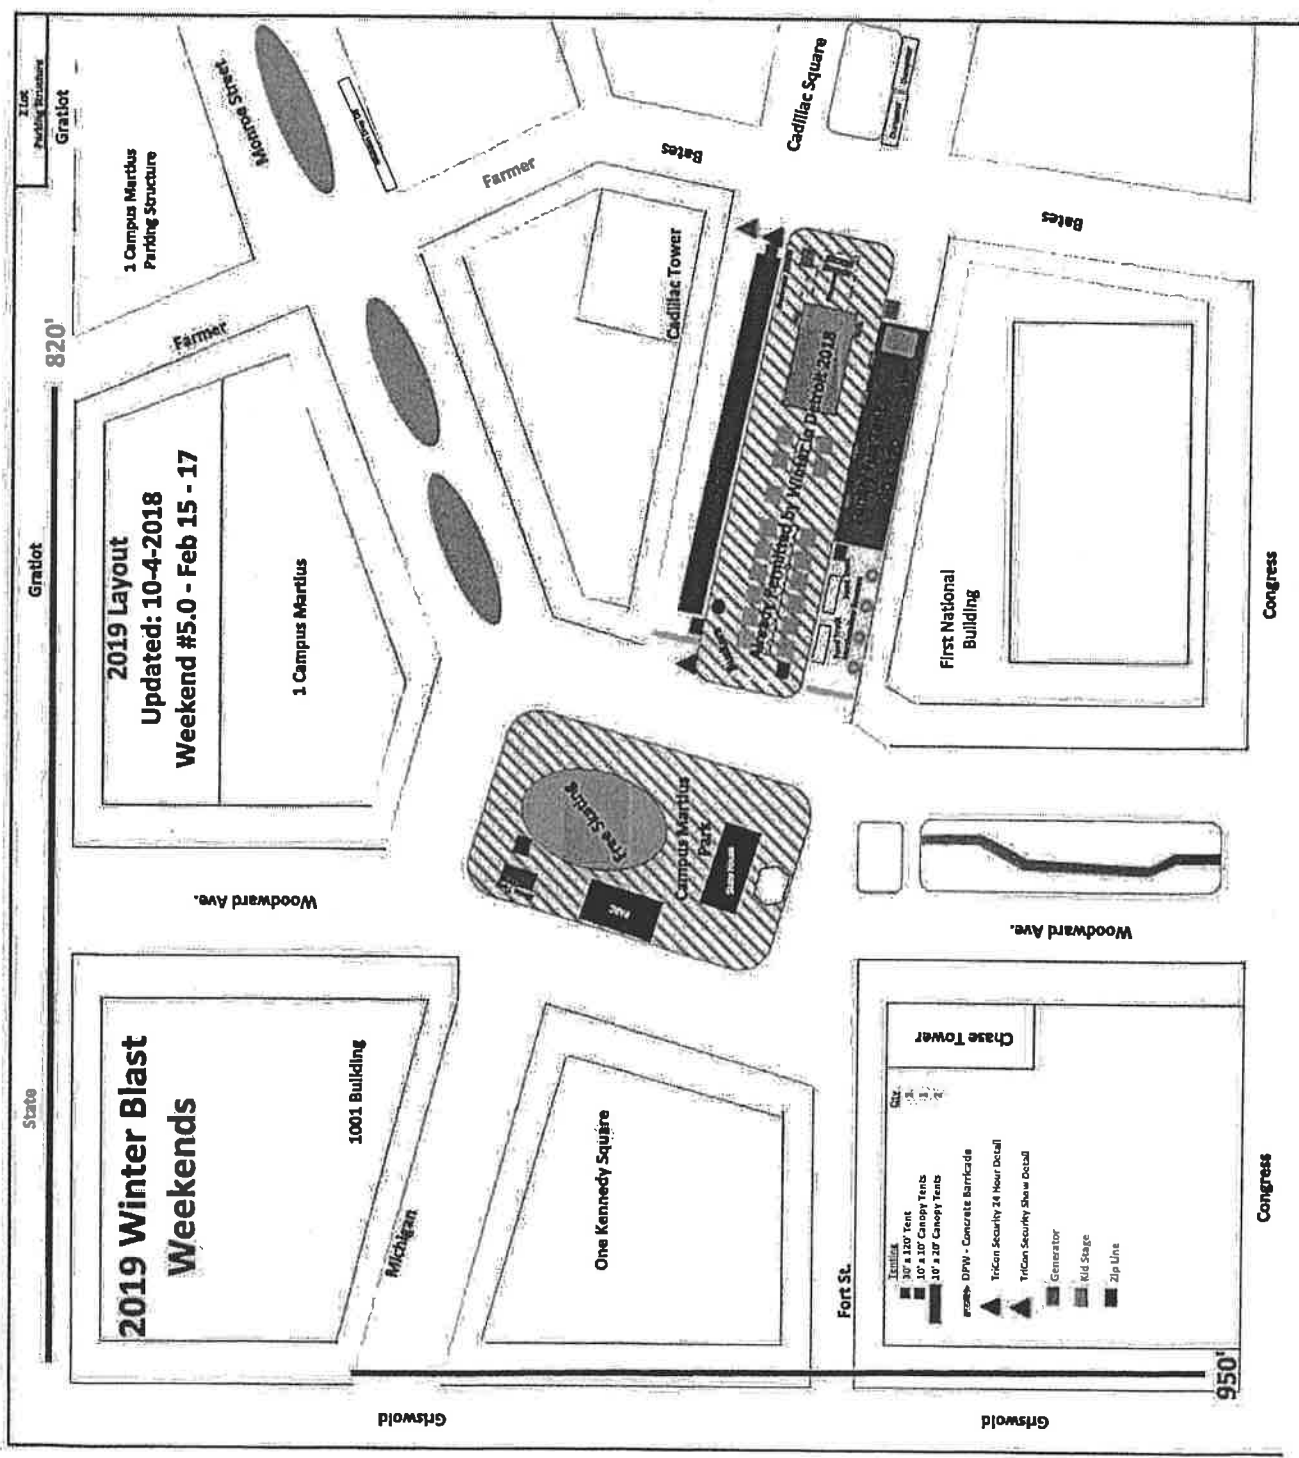 2019 Winter Blast
Weekends
2019 Layout
Updated: 10-4-2018
Weekend #5.0 - Feb 15 - 17
State
Gratiot
Gratiot
Z Lot
Parking Structure
820'
1 Campus Martius
Parking Structure
Monroe Street
Farmer
Farmer
1 Campus Martius
1001 Building
Michigan
Woodward Ave.
Woodward Ave.
One Kennedy Square
Griswold
Griswold
950'
Fort St.
Free Skating
Campus Martius
Park
PARC
Cadillac Tower
Bates
Bates
Cadillac Square
Dumpster
Dumpster
Already Permitted by Winter in Detroit 2018
First National
Building
Congress
Congress
Chase Tower
Tenting
City
30' x 120' Tent
10' x 10' Canopy Tents
10' x 20' Canopy Tents
DPW - Concrete Barricade
TriCon Security 24 Hour Detail
TriCon Security Show Detail
Generator
Kid Stage
Zip Line